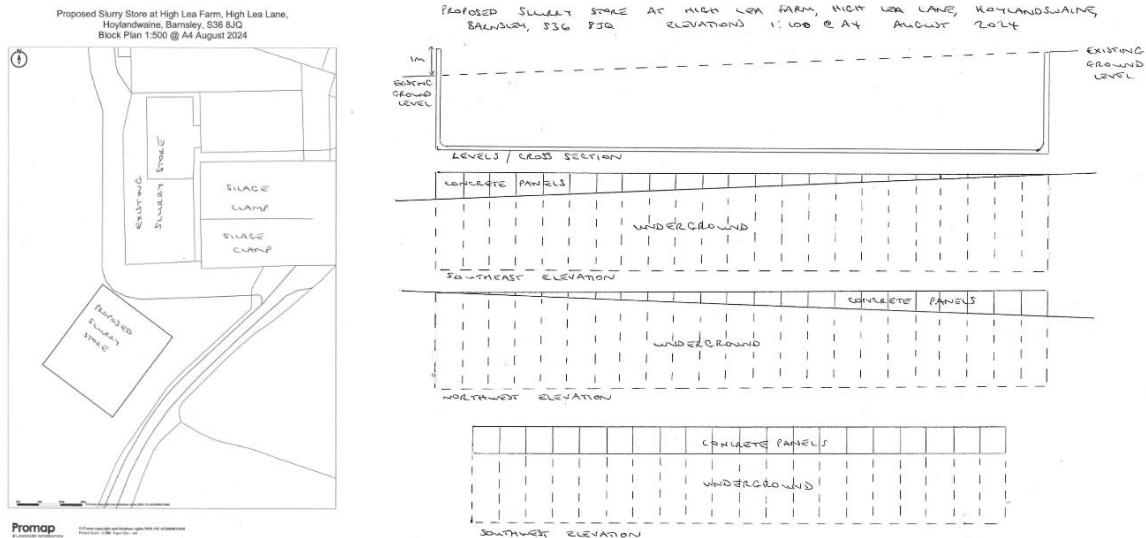 Proposed Slurry Store at High Lea Farm, High Lea Lane,
Hoylandwaine, Barnsley, S36 8JQ
Block Plan 1:500 @ A4 August 2024
EXISTING
SLURRY STORE
SILAGE
CLAMP
SILAGE
CLAMP
PROPOSED
SLURRY
STORE
Promap
PROPOSED SLURRY STORE AT HIGH LEA FARM, HIGH LEA LANE, HOYLANDSWAINE,
BARNSLEY, S36 8JQ ELEVATIONS 1:100 @ A4 AUGUST 2024
1M
EXISTING
GROUND
LEVEL
EXISTING
GROUND
LEVEL
LEVELS / CROSS SECTION
CONCRETE PANELS
UNDERGROUND
SOUTHEAST ELEVATION
CONCRETE PANELS
UNDERGROUND
NORTHWEST ELEVATION
CONCRETE PANELS
UNDERGROUND
SOUTHWEST ELEVATION